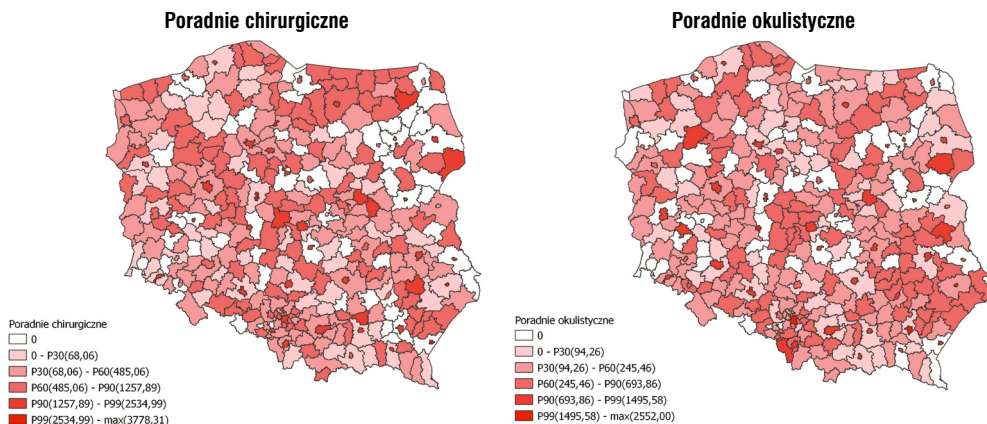 Poradnie chirurgiczne
Poradnie okulistyczne
Poradnie chirurgiczne
0
0 - P30(68,06)
P30(68,06) - P60(485,06)
P60(485,06) - P90(1257,89)
P90(1257,89) - P99(2534,99)
P99(2534,99) - max(3778,31)
Poradnie okulistyczne
0
0 - P30(94,26)
P30(94,26) - P60(245,46)
P60(245,46) - P90(693,86)
P90(693,86) - P99(1495,58)
P99(1495,58) - max(2552,00)